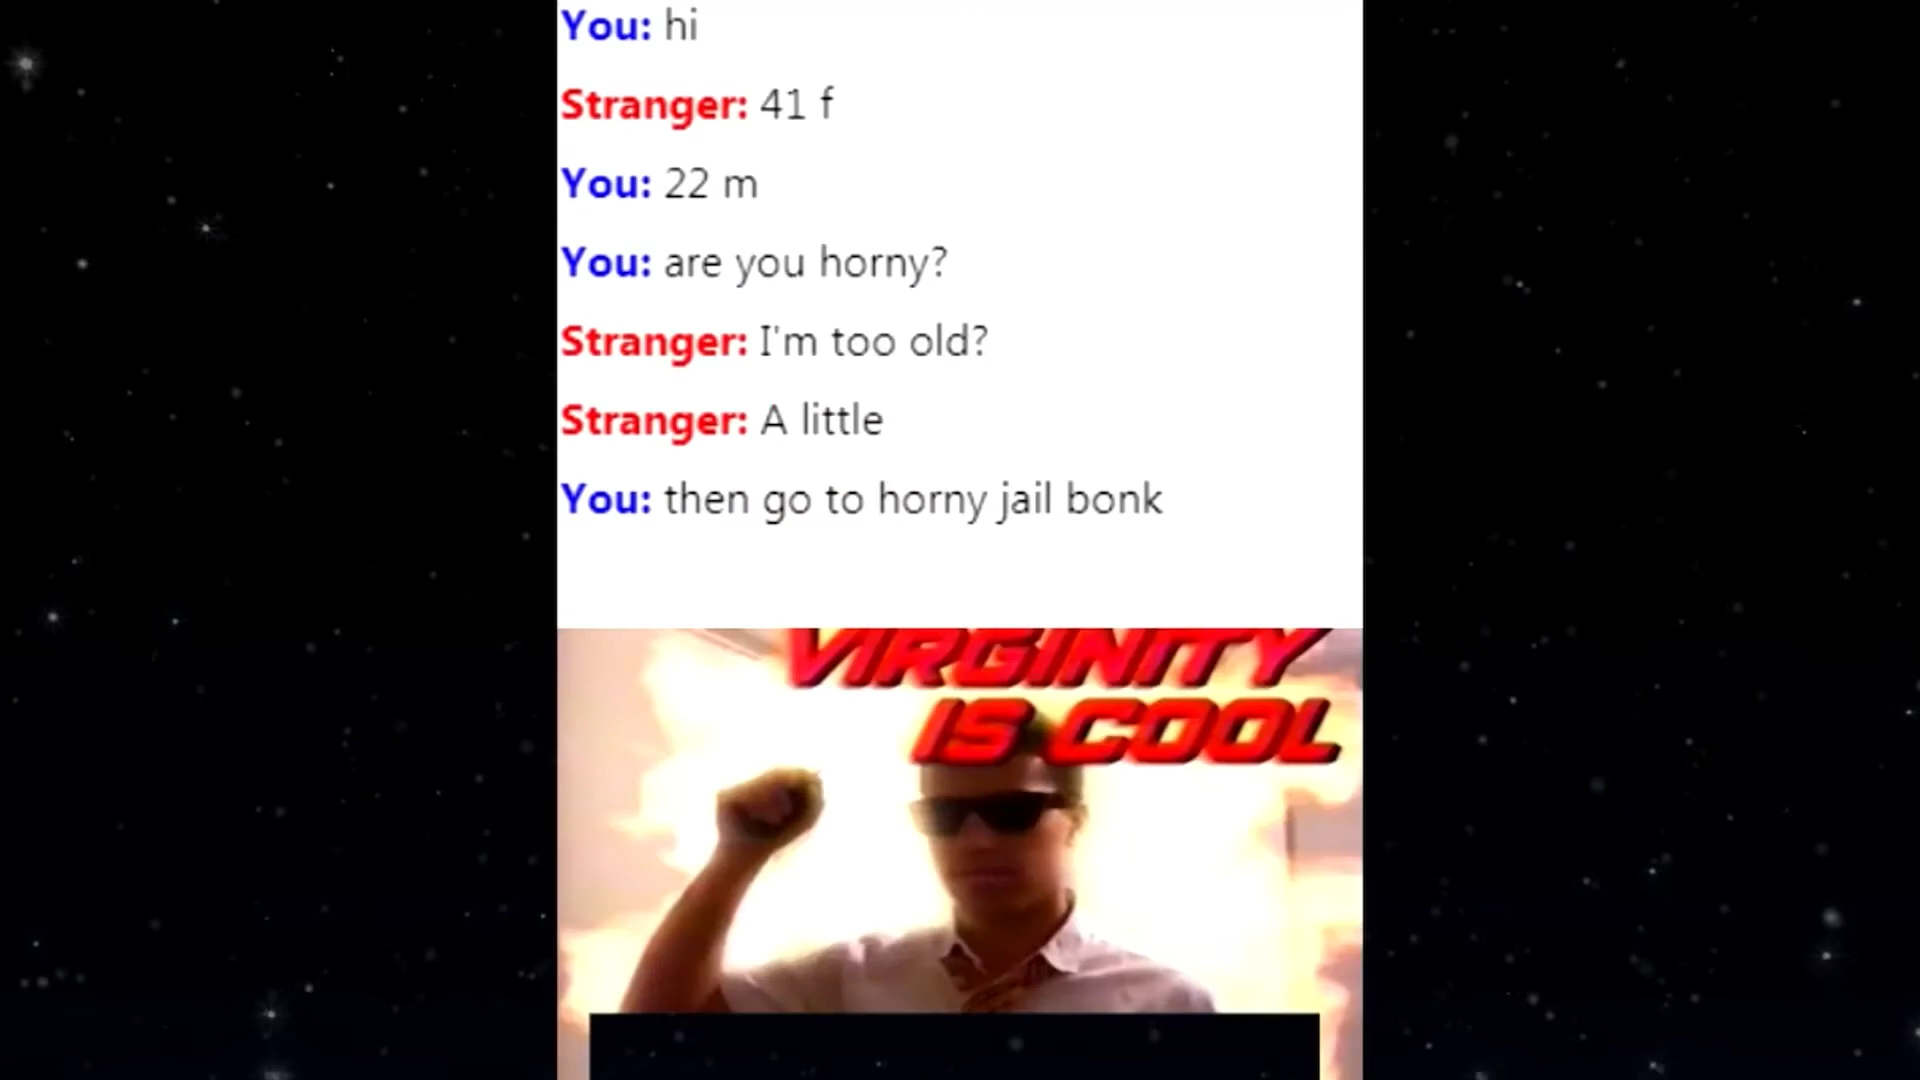 You: hi
Stranger: 41 f
You: 22 m
You: are you horny?
Stranger: I'm too old?
Stranger: A little
You: then go to horny jail bonk
VIRGINITY
IS COOL